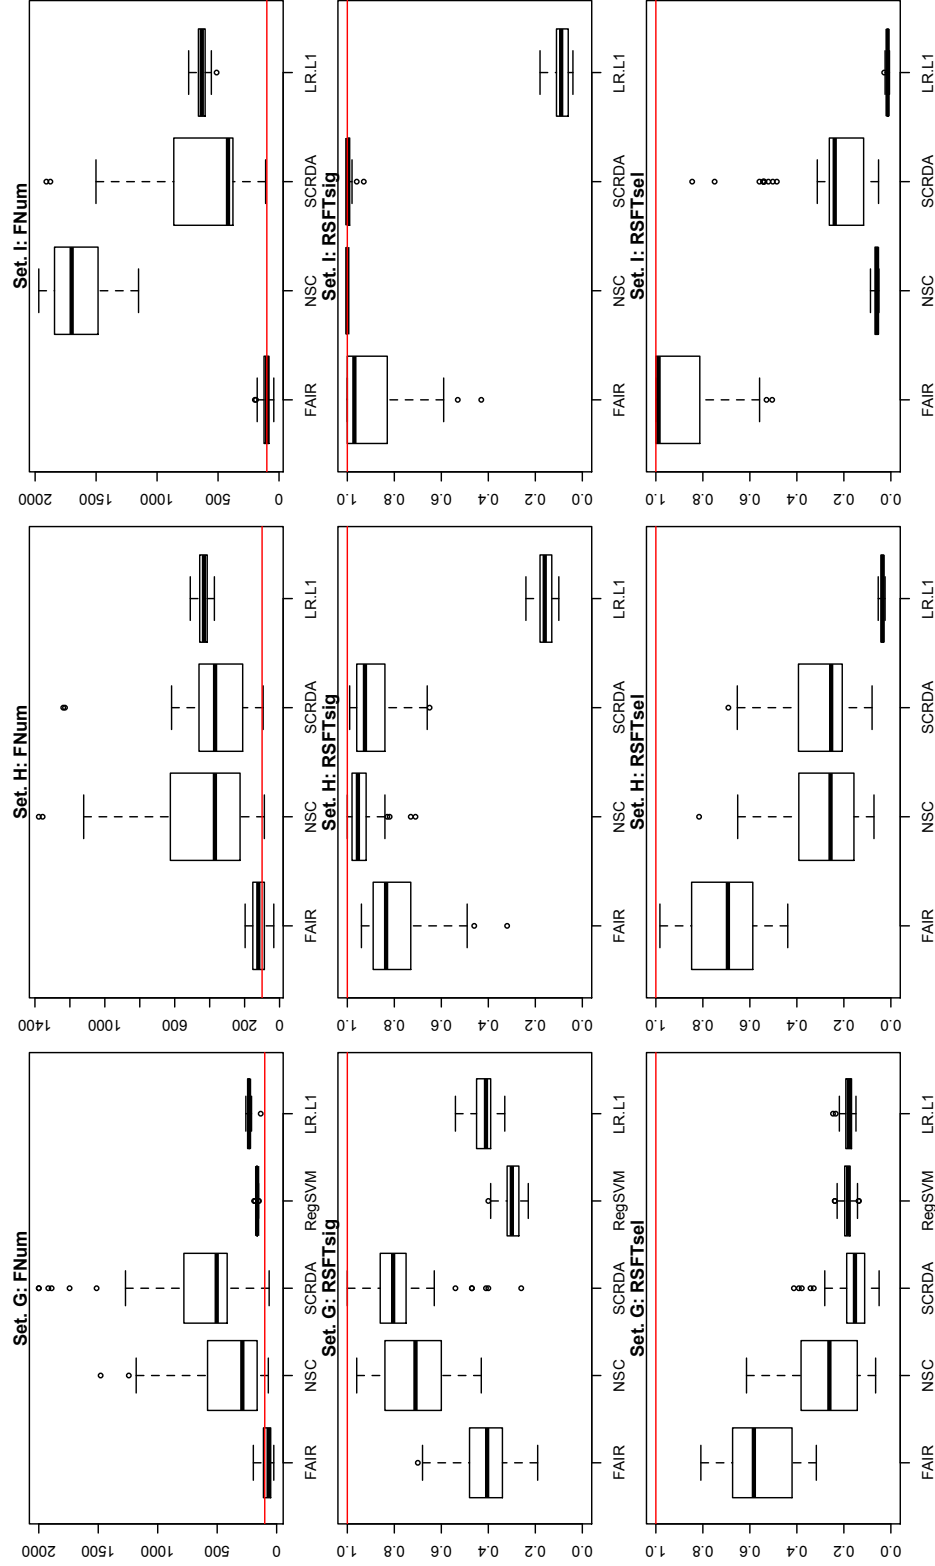 Set. I: FNum
2000
1500
1000
500
0
FAIR
NSC
SCRDA
LR.L1
Set. I: RSFTsig
1.0
0.8
0.6
0.4
0.2
0.0
FAIR
NSC
SCRDA
LR.L1
Set. I: RSFTsel
1.0
0.8
0.6
0.4
0.2
0.0
FAIR
NSC
SCRDA
LR.L1
Set. H: FNum
1400
1000
600
200
0
FAIR
NSC
SCRDA
LR.L1
Set. H: RSFTsig
1.0
0.8
0.6
0.4
0.2
0.0
FAIR
NSC
SCRDA
LR.L1
Set. H: RSFTsel
1.0
0.8
0.6
0.4
0.2
0.0
FAIR
NSC
SCRDA
LR.L1
Set. G: FNum
2000
1500
1000
500
0
FAIR
NSC
SCRDA
RegSVM
LR.L1
Set. G: RSFTsig
1.0
0.8
0.6
0.4
0.2
0.0
FAIR
NSC
SCRDA
RegSVM
LR.L1
Set. G: RSFTsel
1.0
0.8
0.6
0.4
0.2
0.0
FAIR
NSC
SCRDA
RegSVM
LR.L1